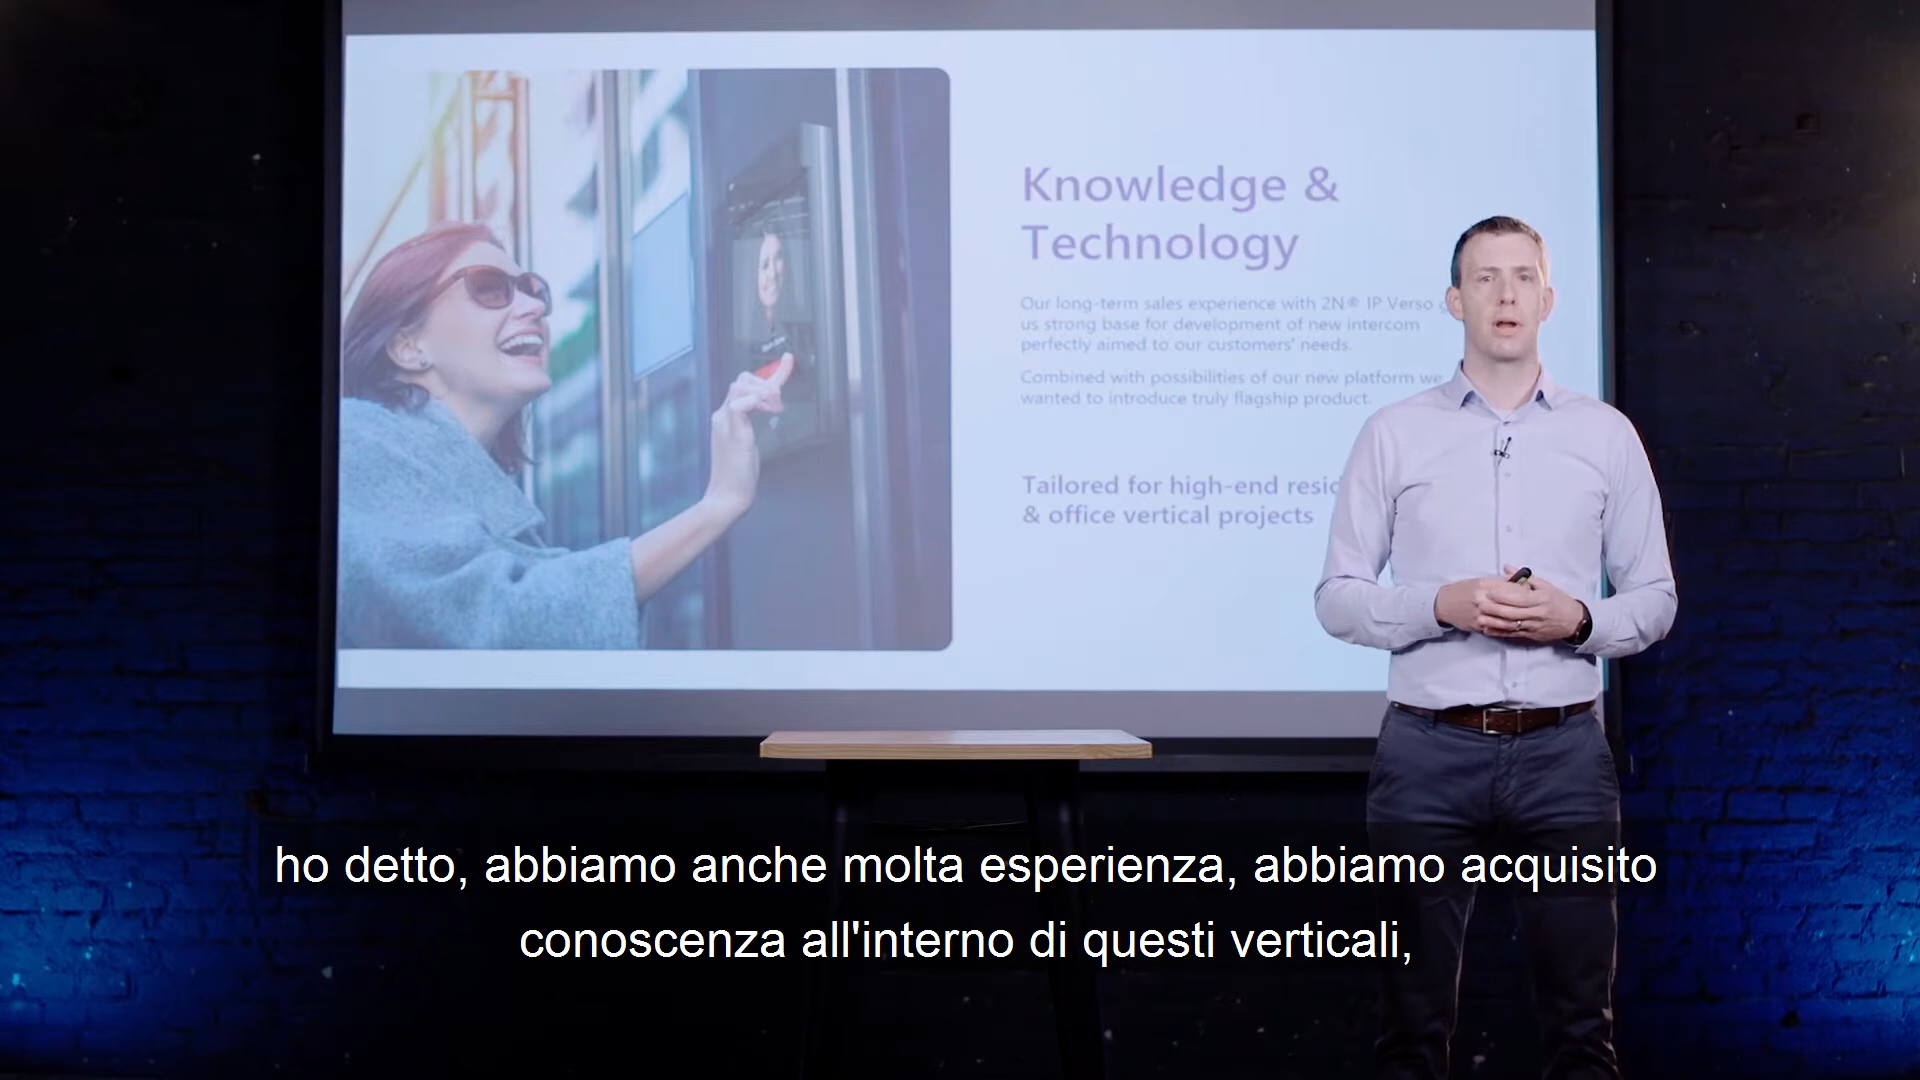 Knowledge &
Technology
Our long-term sales experience with 2N® IP Verso
us strong base for development of new intercom
perfectly aimed to our customers' needs.
Combined with possibilities of our new platform we
wanted to introduce truly flagship product.
Tailored for high-end
& office vertical projects
ho detto, abbiamo anche molta esperienza, abbiamo acquisito
conoscenza all'interno di questi verticali,